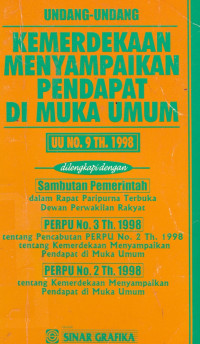 UNDANG-UNDANG
KEMERDEKAAN
MENYAMPAIKAN
PENDAPAT
DI MUKA UMUM
UU NO. 9 TH. 1998
dilengkapi dengan
Sambutan Pemerintah
dalam Rapat Paripurna Terbuka
Dewan Perwakilan Rakyat
PERPU No. 3 Th. 1998
tentang Pencabutan PERPU No. 2 Th. 1998
tentang Kemerdekaan Menyampaikan
Pendapat di Muka Umum
PERPU No. 2 Th. 1998
tentang Kemerdekaan Menyampaikan
Pendapat di Muka Umum
SINAR GRAFIKA